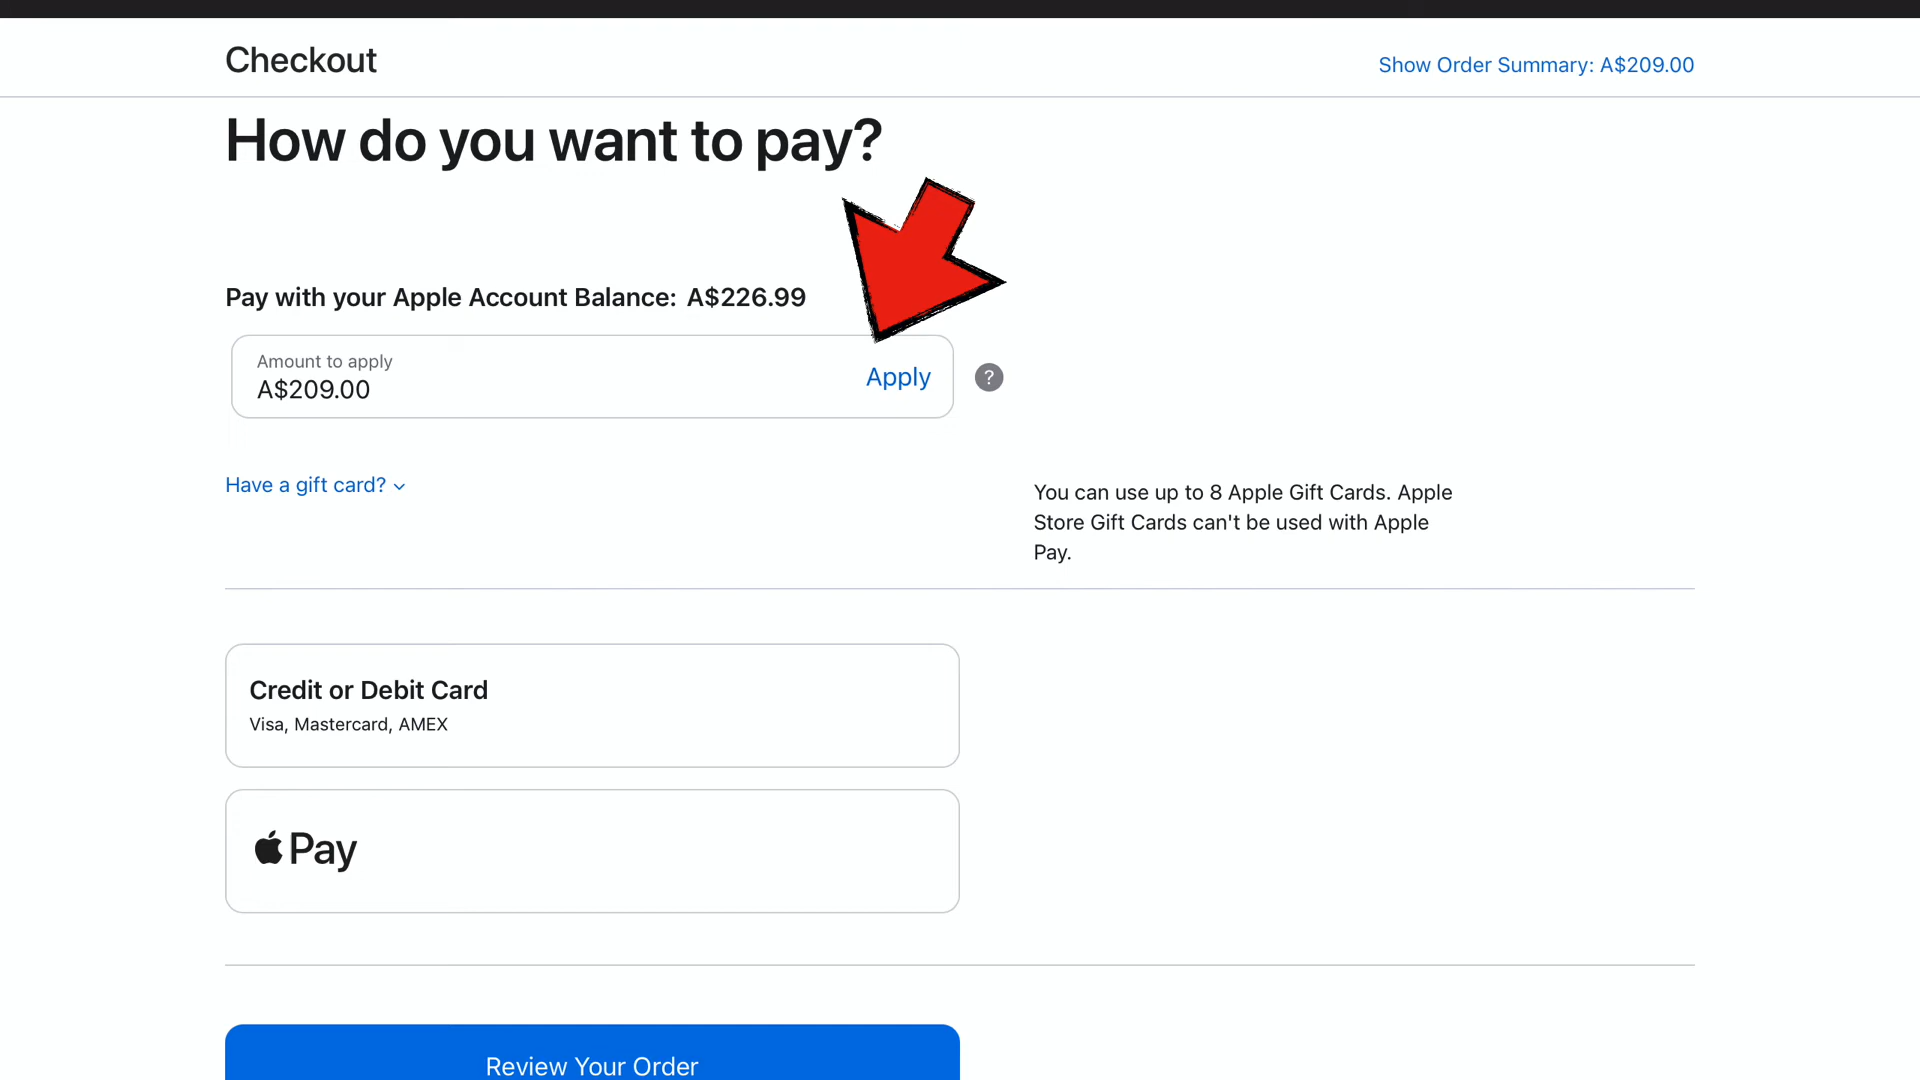 Checkout
Show Order Summary: A$209.00
How do you want to pay?
Pay with your Apple Account Balance: A$226.99
Amount to apply
A$209.00
Apply
?
Have a gift card?
You can use up to 8 Apple Gift Cards. Apple
Store Gift Cards can't be used with Apple
Pay.
Credit or Debit Card
Visa, Mastercard, AMEX
Pay
Review Your Order